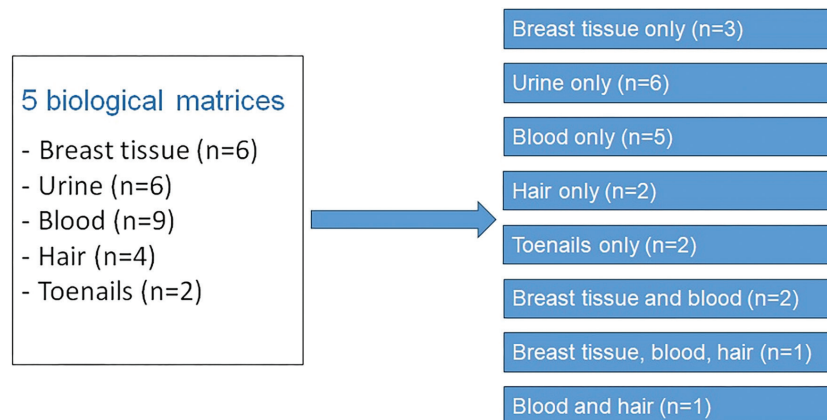 5 biological matrices
- Breast tissue (n=6)
- Urine (n=6)
- Blood (n=9)
- Hair (n=4)
- Toenails (n=2)
Breast tissue only (n=3)
Urine only (n=6)
Blood only (n=5)
Hair only (n=2)
Toenails only (n=2)
Breast tissue and blood (n=2)
Breast tissue, blood, hair (n=1)
Blood and hair (n=1)